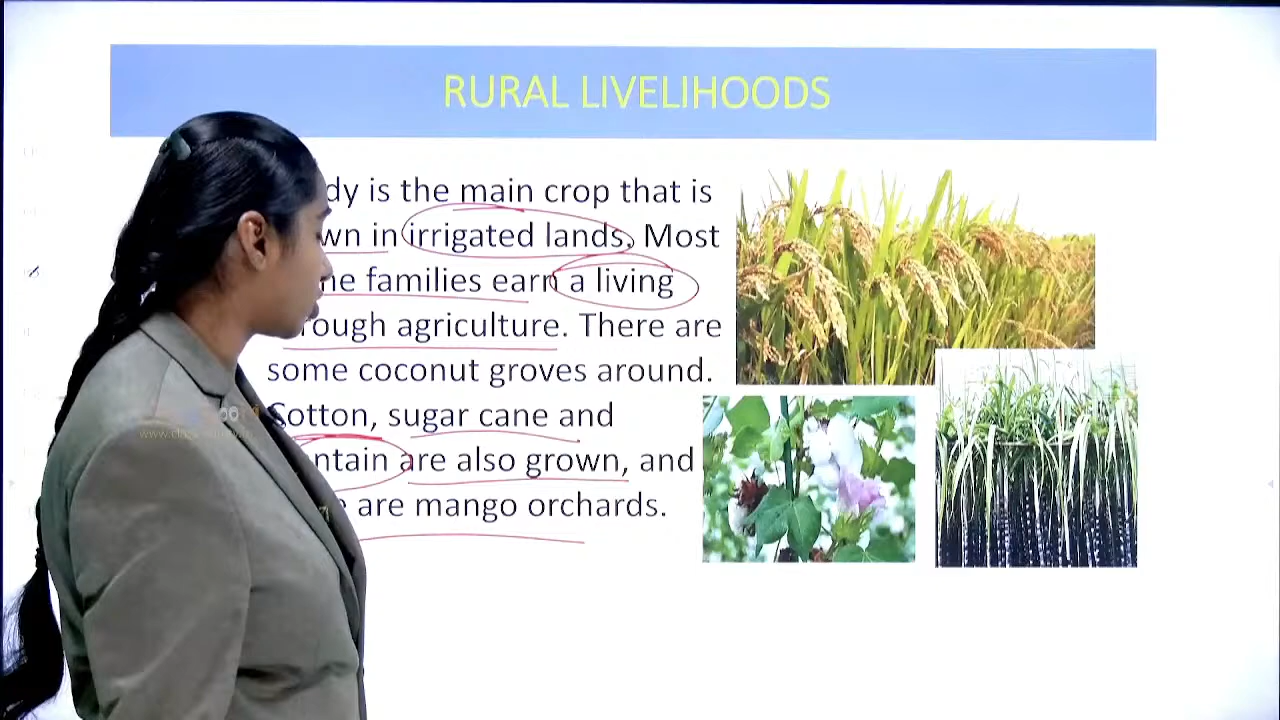 RURAL LIVELIHOODS
dy is the main crop that is
wn in irrigated lands. Most
he families earn a living
rough agriculture. There are
some coconut groves around.
Cotton, sugar cane and
ntain are also grown, and
are mango orchards.